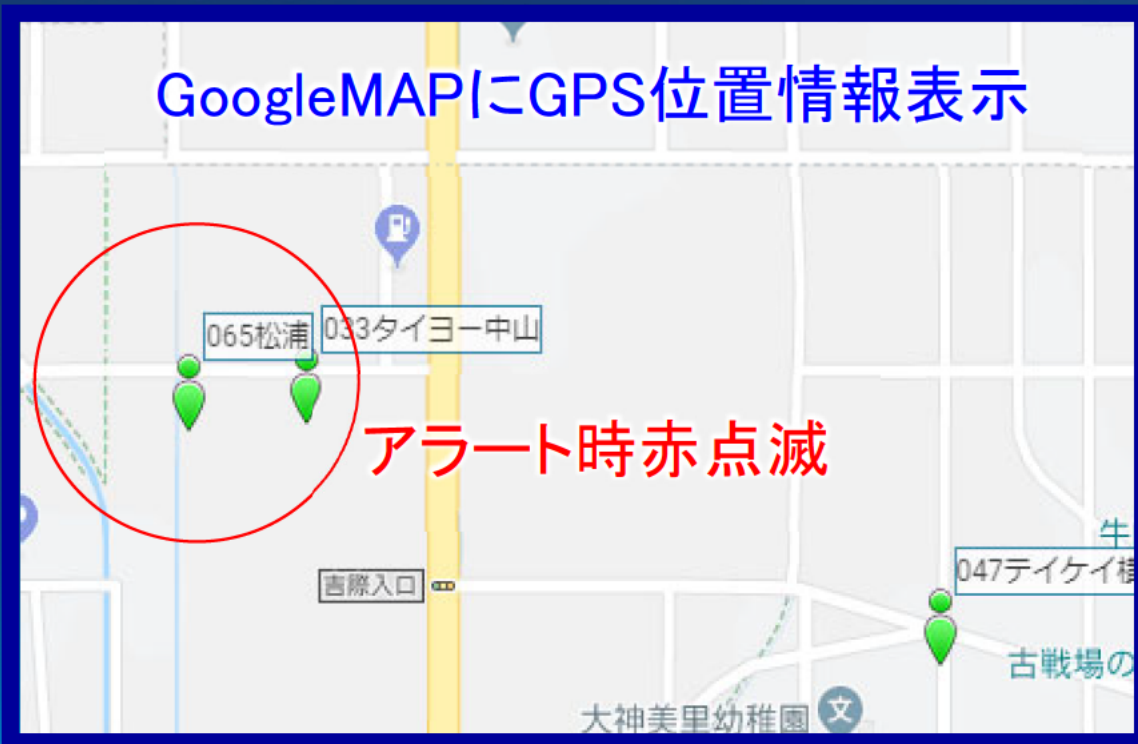 GoogleMAPにGPS位置情報表示
065松浦
033タイヨー中山
アラート時赤点滅
牛
047テイケイ
吉際入口
古戦場の
大神美里幼稚園
文